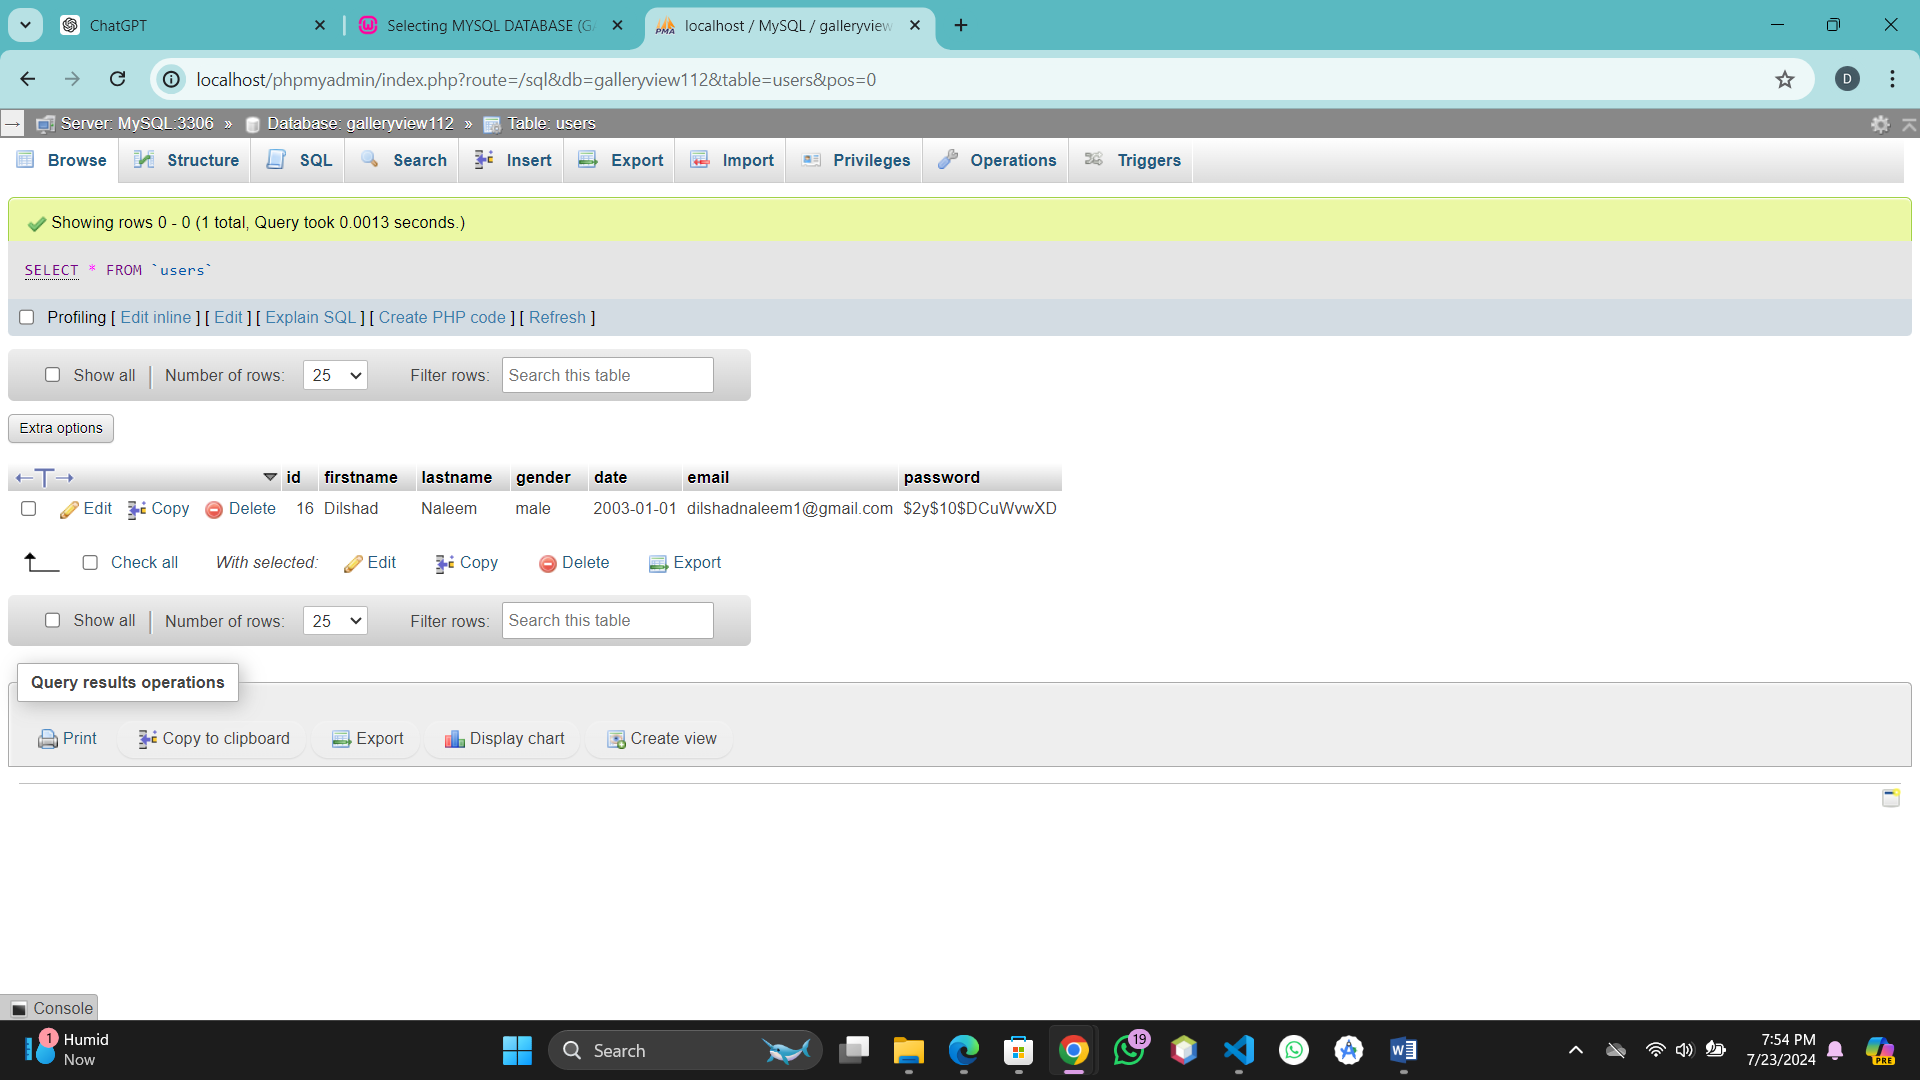 ChatGPT
Selecting MYSQL DATABASE (GA
localhost / MySQL / galleryview
localhost/phpmyadmin/index.php?route=/sql&db=galleryview112&table=users&pos=0
D
Server: MySQL:3306 » Database: galleryview112 » Table: users
Browse Structure SQL Search Insert Export Import Privileges Operations Triggers
Showing rows 0 - 0 (1 total, Query took 0.0013 seconds.)
SELECT * FROM `users`
Profiling [ Edit inline ] [ Edit ] [ Explain SQL ] [ Create PHP code ] [ Refresh ]
Show all | Number of rows: 25 Filter rows: Search this table
Extra options
id firstname lastname gender date email password
Edit Copy Delete 16 Dilshad Naleem male 2003-01-01 dilshadnaleem1@gmail.com $2y$10$DCuWvwXD
Check all With selected: Edit Copy Delete Export
Show all | Number of rows: 25 Filter rows: Search this table
Query results operations
Print Copy to clipboard Export Display chart Create view
Console
1 Humid
Now
Search
19
7:54 PM
7/23/2024
PRE